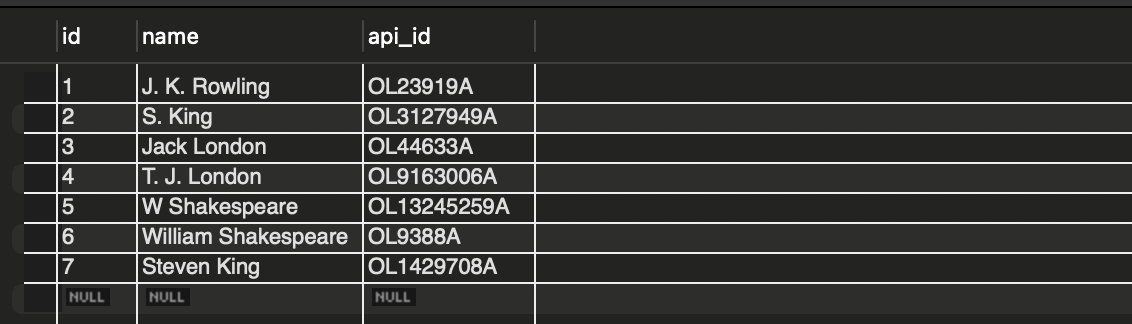 id name api_id
1 J. K. Rowling OL23919A
2 S. King OL3127949A
3 Jack London OL44633A
4 T. J. London OL9163006A
5 W Shakespeare OL13245259A
6 William Shakespeare OL9388A
7 Steven King OL1429708A
NULL NULL NULL